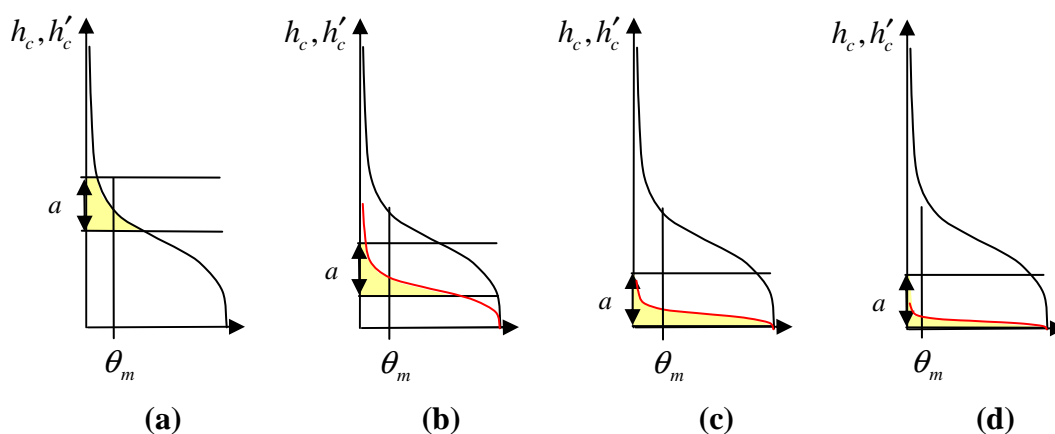 h_c, h′_c h_c, h′_c h_c, h′_c h_c, h′_c
a a a a
θ_m θ_m θ_m θ_m
(a) (b) (c) (d)